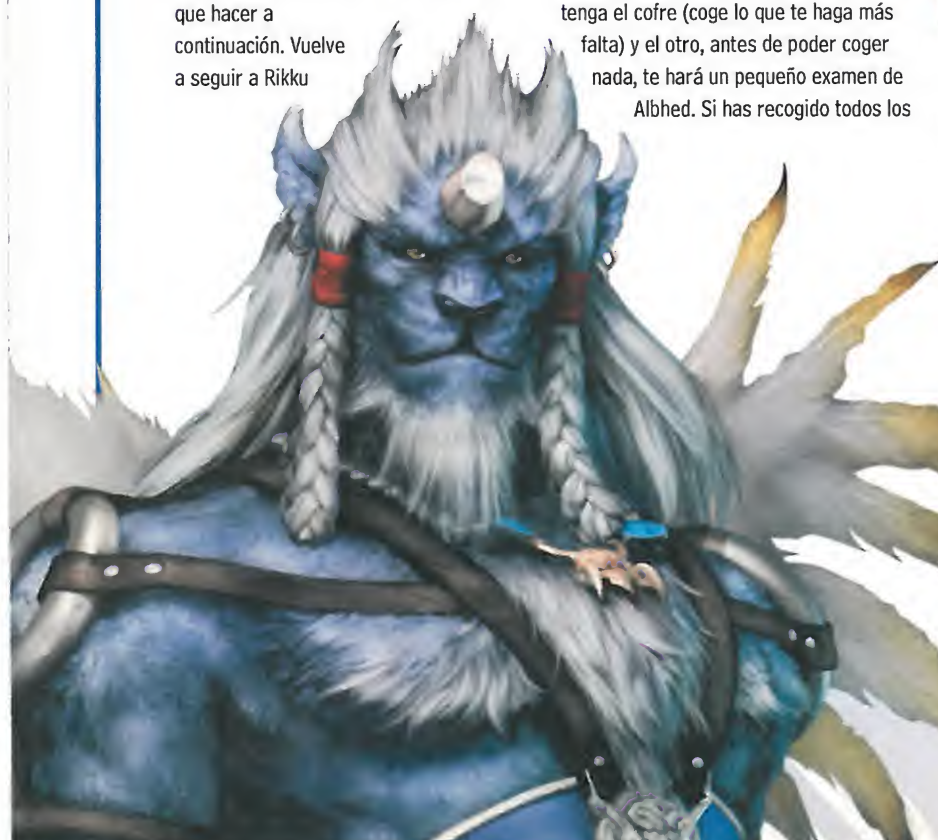 que hacer a
continuación. Vuelve
a seguir a Rikku
tenga el cofre (coge lo que te haga más
falta) y el otro, antes de poder coger
nada, te hará un pequeño examen de
Albhed. Si has recogido todos los